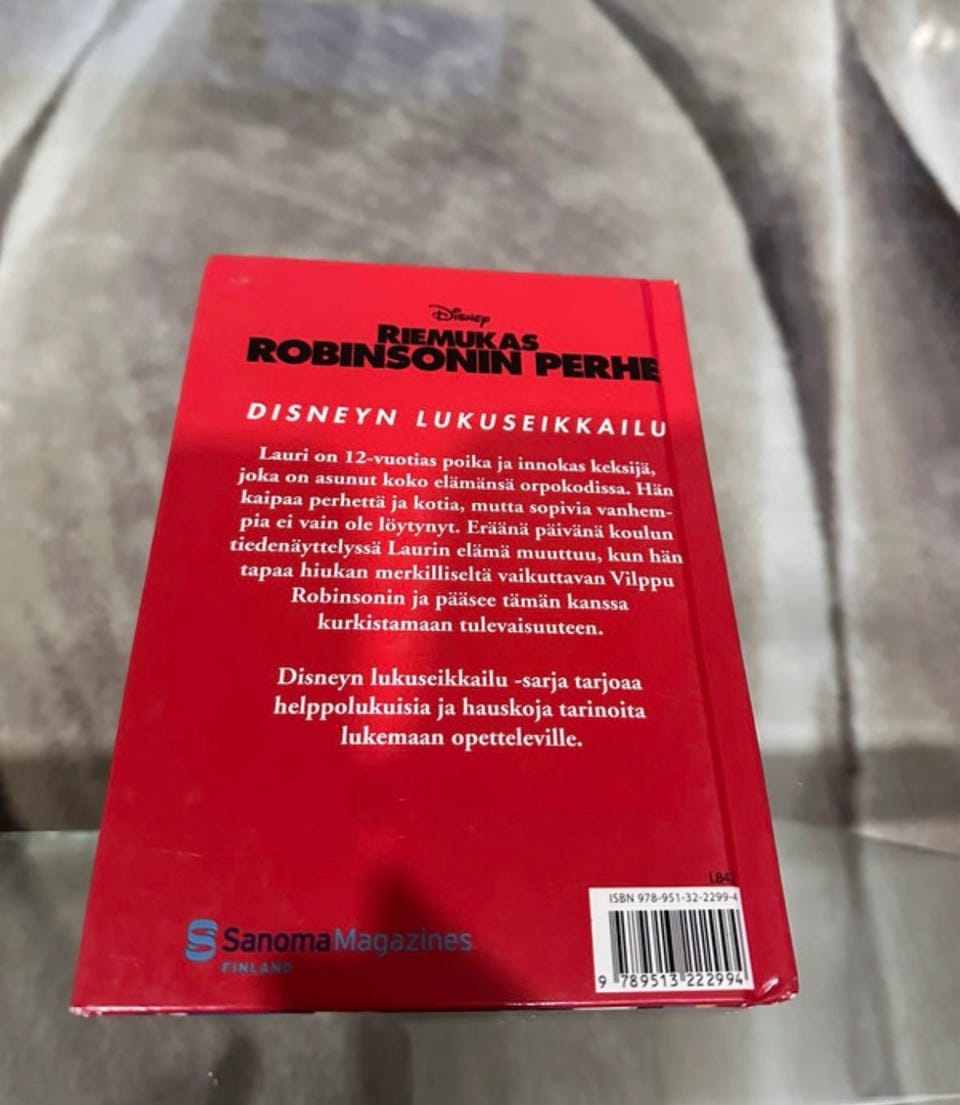 Disney
RIEMUKAS
ROBINSONIN PERHE
DISNEYN LUKUSEIKKAILU
Lauri on 12-vuotias poika ja innokas keksijä,
joka on asunut koko elämänsä orpokodissa. Hän
kaipaa perhettä ja kotia, mutta sopivia vanhem-
pia ei vain ole löytynyt. Eräänä päivänä koulun
tiedenäyttelyssä Laurin elämä muuttuu, kun hän
tapaa hiukan merkilliseltä vaikuttavan Vilppu
Robinsonin ja pääsee tämän kanssa
kurkistamaan tulevaisuuteen.
Disneyn lukuseikkailu -sarja tarjoaa
helppolukuisia ja hauskoja tarinoita
lukemaan opetteleville.
ISBN 978-951-32-2299-4
9 789513 222994
SanomaMagazines
FINLAND